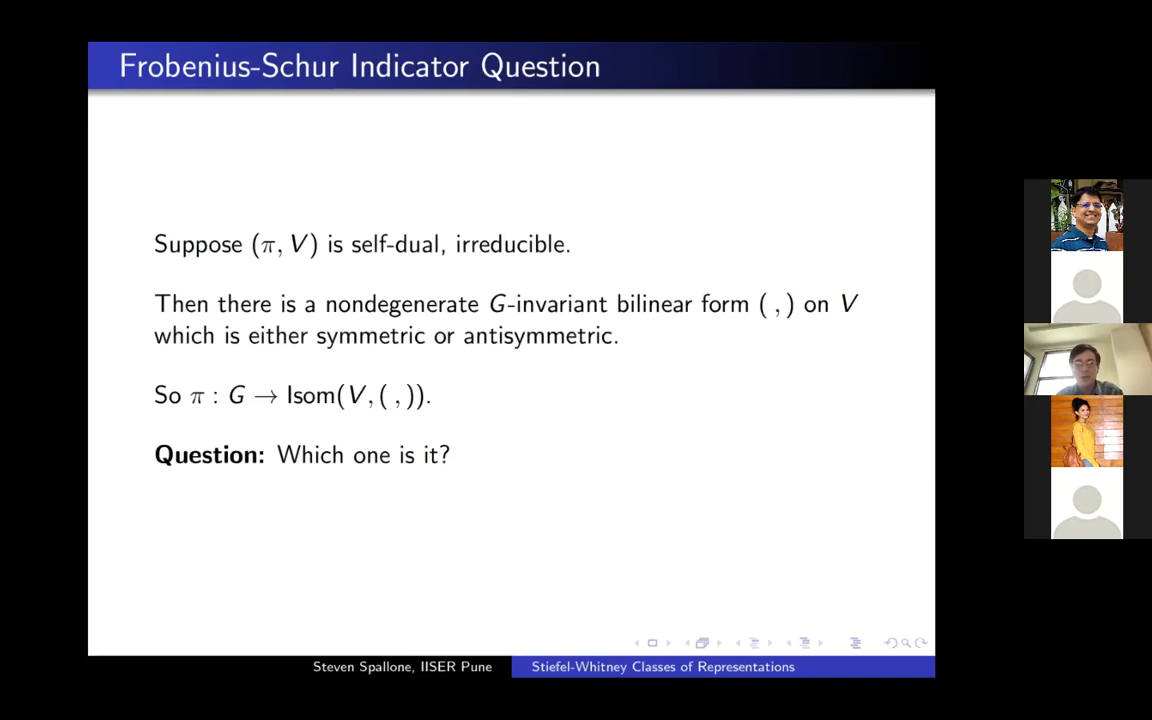 Frobenius-Schur Indicator Question
Suppose (π, V) is self-dual, irreducible.
Then there is a nondegenerate G-invariant bilinear form ( , ) on V
which is either symmetric or antisymmetric.
So π : G → Isom(V, ( , )).
Question: Which one is it?
Steven Spallone, IISER Pune
Stiefel-Whitney Classes of Representations